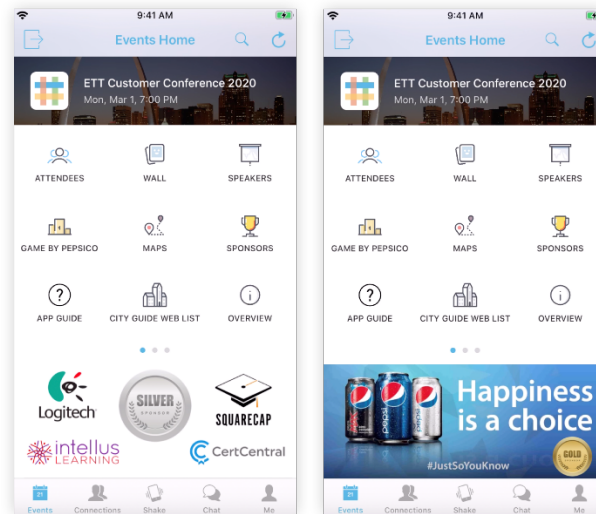 9:41 AM
Events Home
ETT Customer Conference 2020
Mon, Mar 1, 7:00 PM
ATTENDEES
WALL
SPEAKERS
GAME BY PEPSICO
MAPS
SPONSORS
?
APP GUIDE
CITY GUIDE WEB LIST
OVERVIEW
Logitech
SILVER
SPONSOR
SQUARECAP
intellus
LEARNING
CertCentral
21
Events
Connections
Shake
Chat
Me
9:41 AM
Events Home
ETT Customer Conference 2020
Mon, Mar 1, 7:00 PM
ATTENDEES
WALL
SPEAKERS
GAME BY PEPSICO
MAPS
SPONSORS
?
APP GUIDE
CITY GUIDE WEB LIST
OVERVIEW
pepsi
Happiness
is a choice
#JustSoYouKnow
GOLD
21
Events
Connections
Shake
Chat
Me